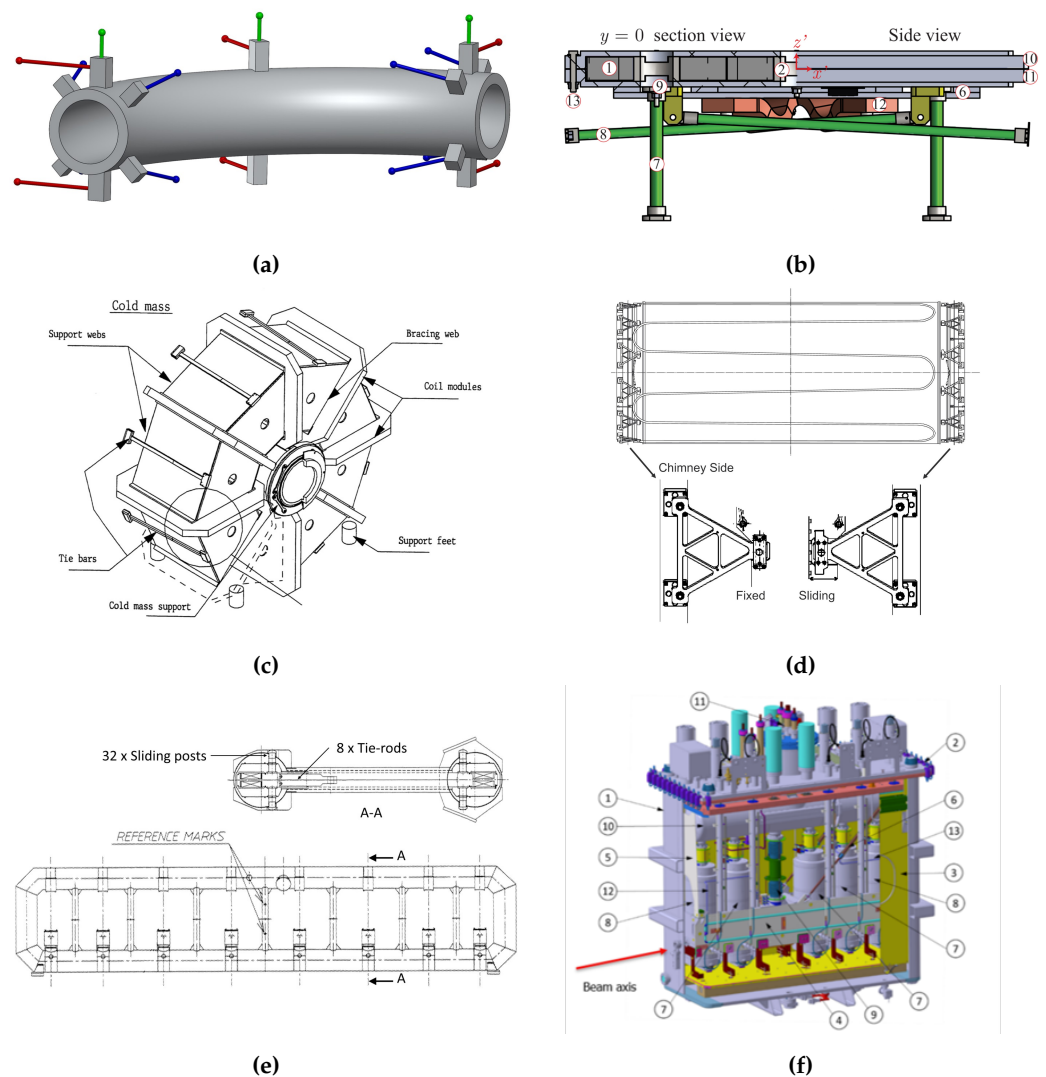 (a)
y = 0 section view
Side view
z'
x'
1
2
9
10
11
13
6
12
8
7
(b)
Cold mass
Support webs
Bracing web
Coil modules
Tie bars
Support feet
Cold mass support
(c)
Chimney Side
Fixed
Sliding
(d)
32 x Sliding posts
8 x Tie-rods
A-A
REFERENCE MARKS
A
A
(e)
11
2
1
10
5
12
8
6
13
3
8
7
Beam axis
7
4
9
7
(f)